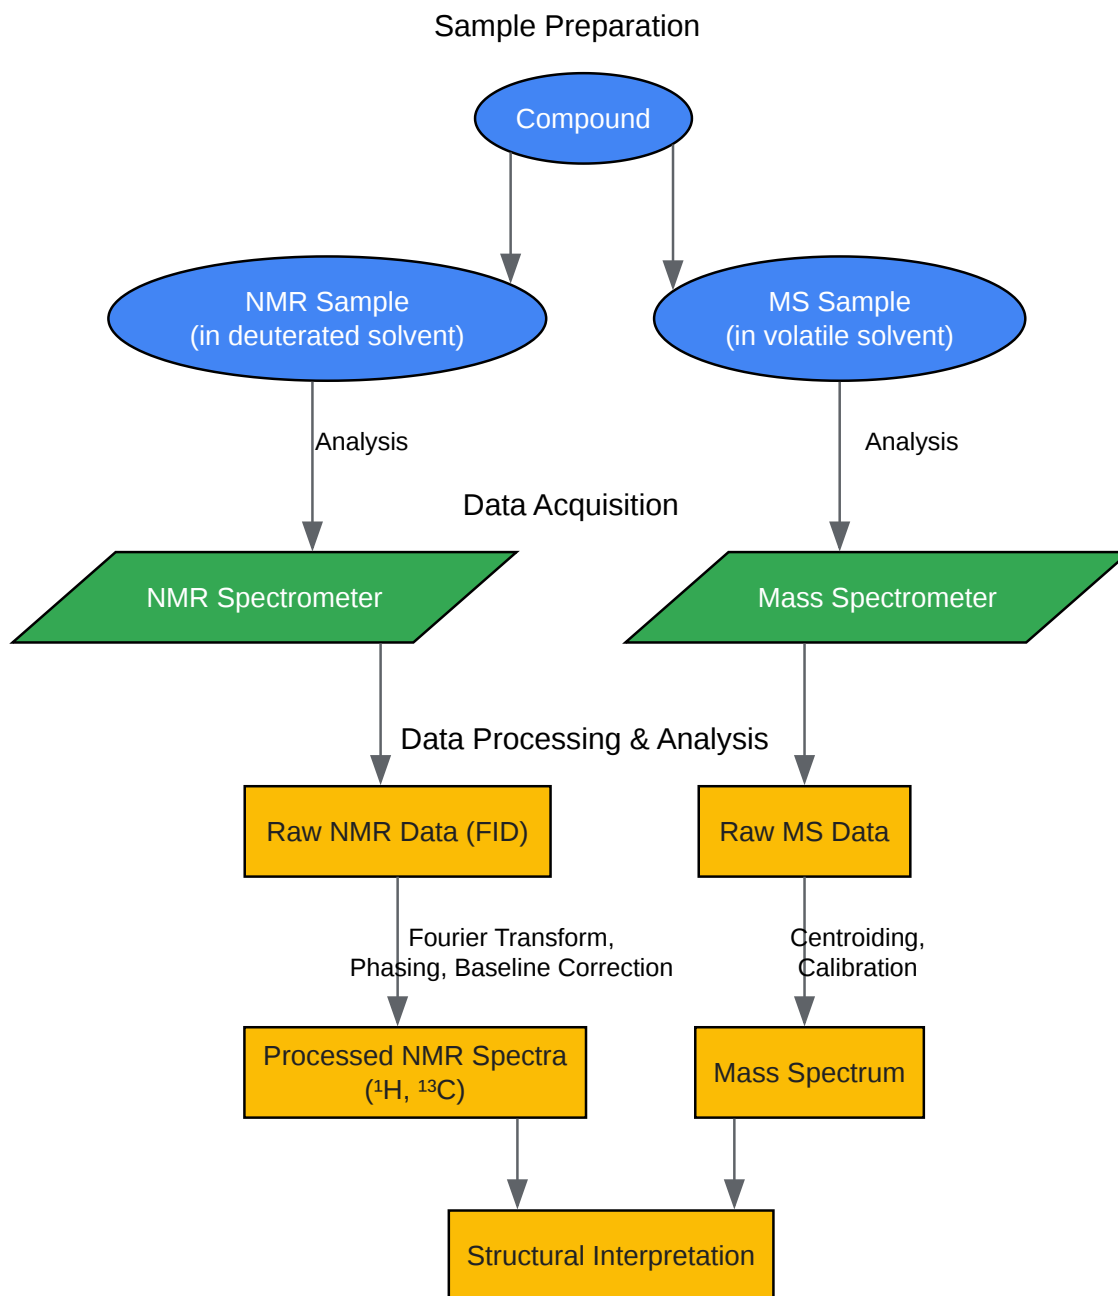 Sample Preparation
Compound
NMR Sample
(in deuterated solvent)
MS Sample
(in volatile solvent)
Analysis
Analysis
Data Acquisition
NMR Spectrometer
Mass Spectrometer
Data Processing & Analysis
Raw NMR Data (FID)
Raw MS Data
Fourier Transform,
Phasing, Baseline Correction
Centroiding,
Calibration
Processed NMR Spectra
(¹H, ¹³C)
Mass Spectrum
Structural Interpretation